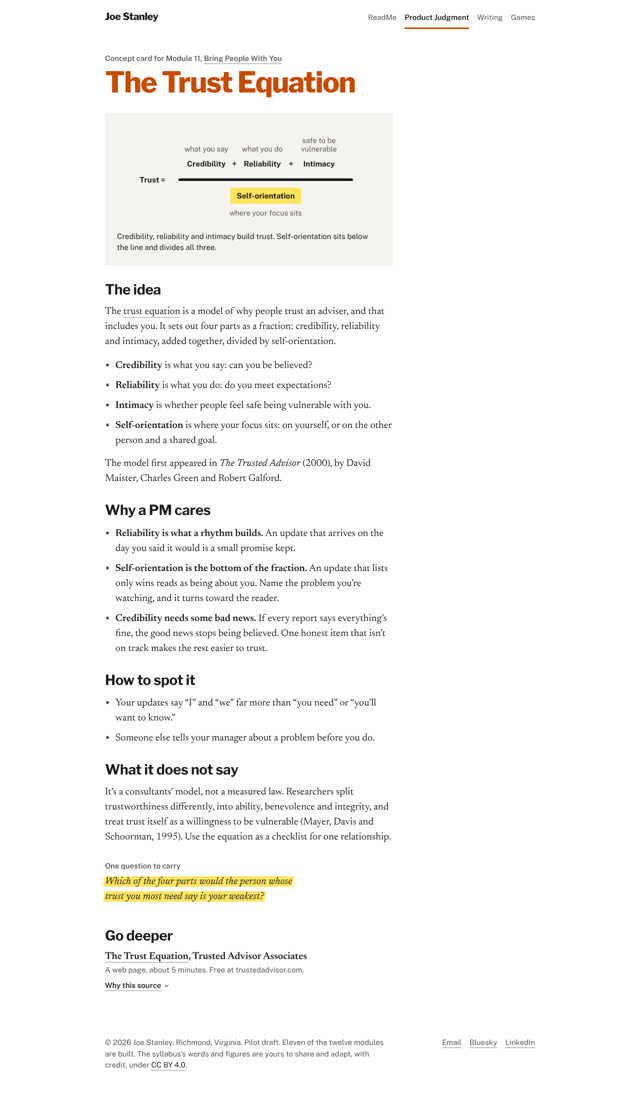 Joe Stanley
ReadMe Product Judgment Writing Games
Concept card for Module 11, Bring People With You
The Trust Equation
what you say what you do safe to be vulnerable
Credibility + Reliability + Intimacy
Trust =
Self-orientation
where your focus sits
Credibility, reliability and intimacy build trust. Self-orientation sits below
the line and divides all three.
The idea
The trust equation is a model of why people trust an adviser, and that
includes you. It sets out four parts as a fraction: credibility, reliability
and intimacy, added together, divided by self-orientation.
• Credibility is what you say: can you be believed?
• Reliability is what you do: do you meet expectations?
• Intimacy is whether people feel safe being vulnerable with you.
• Self-orientation is where your focus sits: on yourself, or on the other
person and a shared goal.
The model first appeared in The Trusted Advisor (2000), by David
Maister, Charles Green and Robert Galford.
Why a PM cares
• Reliability is what a rhythm builds. An update that arrives on the
day you said it would is a small promise kept.
• Self-orientation is the bottom of the fraction. An update that lists
only wins reads as being about you. Name the problem you’re
watching, and it turns toward the reader.
• Credibility needs some bad news. If every report says everything’s
fine, the good news stops being believed. One honest item that isn’t
on track makes the rest easier to trust.
How to spot it
• Your updates say “I” and “we” far more than “you need” or “you’ll
want to know.”
• Someone else tells your manager about a problem before you do.
What it does not say
It’s a consultants’ model, not a measured law. Researchers split
trustworthiness differently, into ability, benevolence and integrity, and
treat trust itself as a willingness to be vulnerable (Mayer, Davis and
Schoorman, 1995). Use the equation as a checklist for one relationship.
One question to carry
Which of the four parts would the person whose
trust you most need say is your weakest?
Go deeper
The Trust Equation, Trusted Advisor Associates
A web page, about 5 minutes. Free at trustedadvisor.com.
Why this source
© 2026 Joe Stanley, Richmond, Virginia. Pilot draft. Eleven of the twelve modules
are built. The syllabus’s words and figures are yours to share and adapt, with
credit, under CC BY 4.0.
Email Bluesky LinkedIn